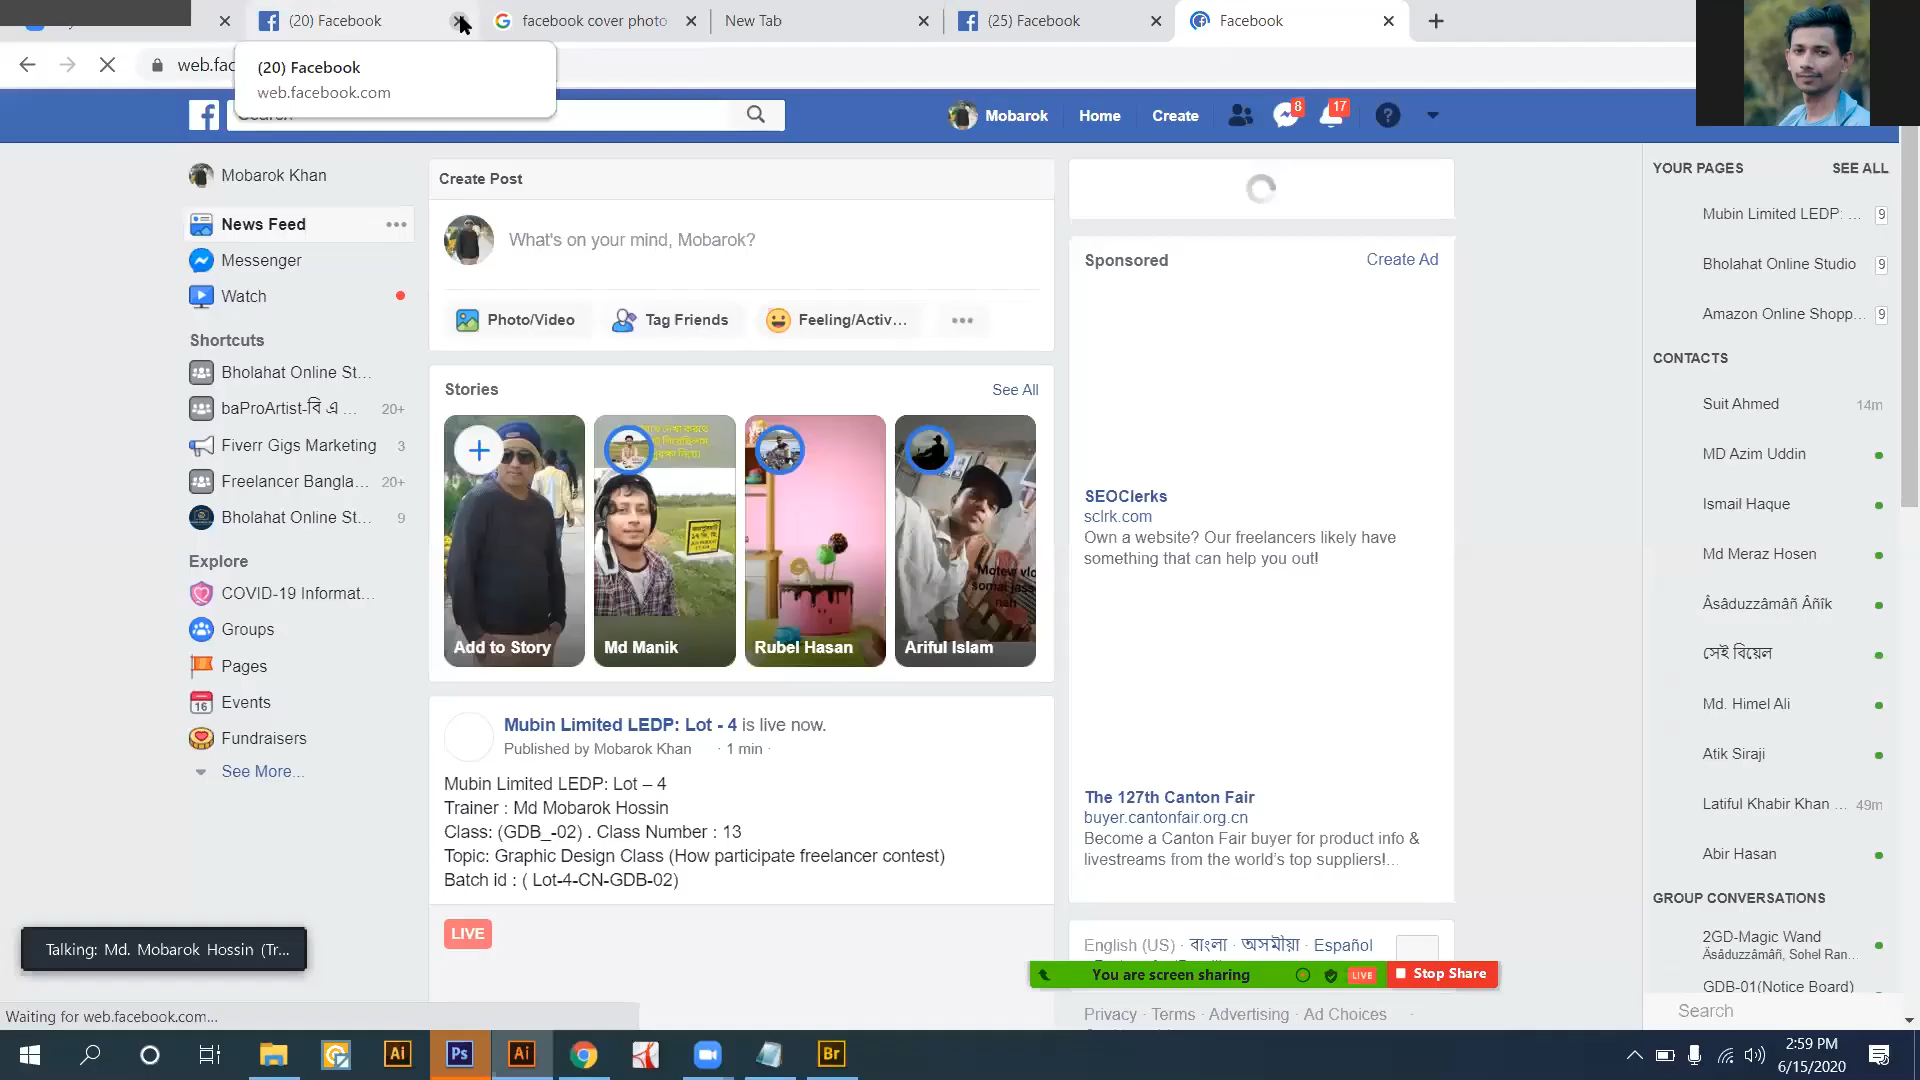 (20) Facebook
facebook cover photo
New Tab
(25) Facebook
Facebook
web.fac
(20) Facebook
web.facebook.com
Mobarok
Home
Create
8
17
Mobarok Khan
News Feed
Messenger
Watch
Shortcuts
Bholahat Online St...
baProArtist-বি এ ...
20+
Fiverr Gigs Marketing
3
Freelancer Bangla...
20+
Bholahat Online St...
9
Explore
COVID-19 Informat...
Groups
Pages
16
Events
Fundraisers
See More...
Create Post
What's on your mind, Mobarok?
Photo/Video
Tag Friends
Feeling/Activ...
Stories
See All
Add to Story
Md Manik
Rubel Hasan
Ariful Islam
Mubin Limited LEDP: Lot - 4 is live now.
Published by Mobarok Khan · 1 min ·
Mubin Limited LEDP: Lot – 4
Trainer : Md Mobarok Hossin
Class: (GDB_-02) . Class Number : 13
Topic: Graphic Design Class (How participate freelancer contest)
Batch id : ( Lot-4-CN-GDB-02)
LIVE
Sponsored
Create Ad
SEOClerks
sclrk.com
Own a website? Our freelancers likely have
something that can help you out!
The 127th Canton Fair
buyer.cantonfair.org.cn
Become a Canton Fair buyer for product info &
livestreams from the world's top suppliers!...
English (US) · বাংলা · অসমীয়া · Español
Privacy · Terms · Advertising · Ad Choices ·
YOUR PAGES
SEE ALL
Mubin Limited LEDP: ...
9
Bholahat Online Studio
9
Amazon Online Shopp...
9
CONTACTS
Suit Ahmed
14m
MD Azim Uddin
Ismail Haque
Md Meraz Hosen
Âsâduzzâmâñ Âñîk
সেই বিয়েল
Md. Himel Ali
Atik Siraji
Latiful Khabir Khan ...
49m
Abir Hasan
GROUP CONVERSATIONS
2GD-Magic Wand
Äsâduzzâmâñ, Sohel Ran...
GDB-01(Notice Board)
Search
Talking: Md. Mobarok Hossin (Tr...
You are screen sharing
LIVE
Stop Share
Waiting for web.facebook.com...
Ai
Ps
Ai
Br
2:59 PM
6/15/2020